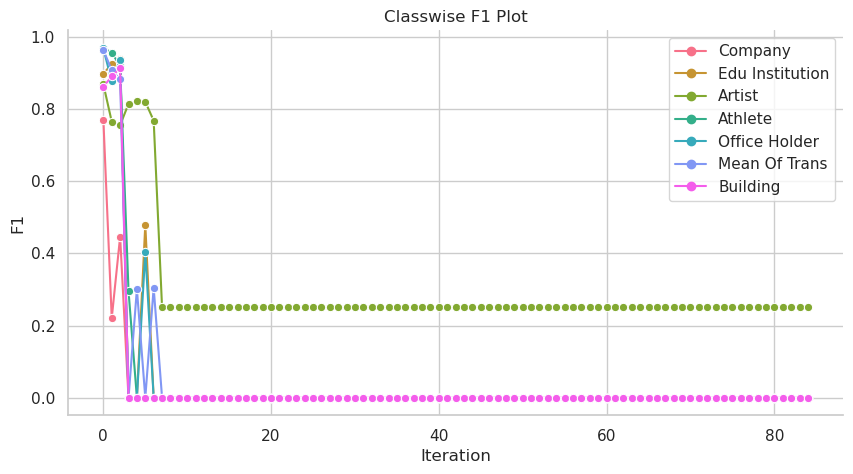 Classwise F1 Plot
1.0
0.8
0.6
0.4
0.2
0.0
F1
0
20
40
60
80
Iteration
Company
Edu Institution
Artist
Athlete
Office Holder
Mean Of Trans
Building